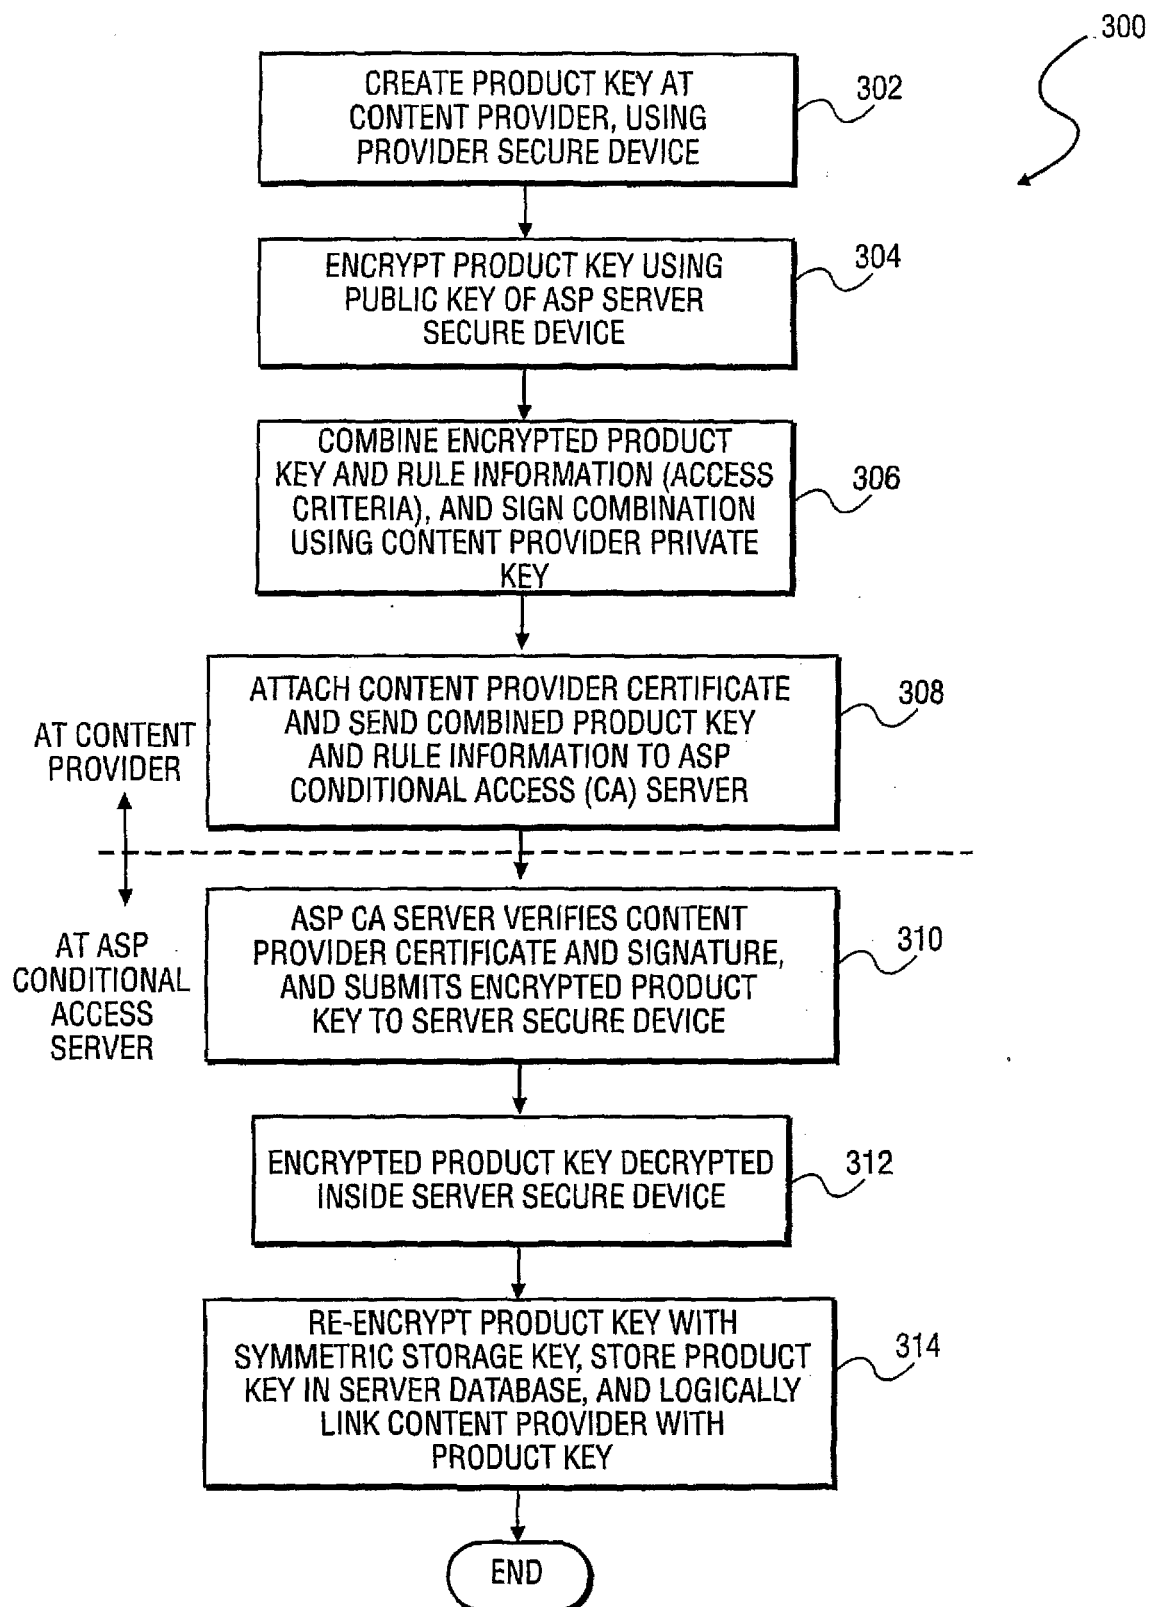 300
CREATE PRODUCT KEY AT
CONTENT PROVIDER, USING
PROVIDER SECURE DEVICE
302
ENCRYPT PRODUCT KEY USING
PUBLIC KEY OF ASP SERVER
SECURE DEVICE
304
COMBINE ENCRYPTED PRODUCT
KEY AND RULE INFORMATION (ACCESS
CRITERIA), AND SIGN COMBINATION
USING CONTENT PROVIDER PRIVATE
KEY
306
ATTACH CONTENT PROVIDER CERTIFICATE
AND SEND COMBINED PRODUCT KEY
AND RULE INFORMATION TO ASP
CONDITIONAL ACCESS (CA) SERVER
308
AT CONTENT
PROVIDER
AT ASP
CONDITIONAL
ACCESS
SERVER
ASP CA SERVER VERIFIES CONTENT
PROVIDER CERTIFICATE AND SIGNATURE,
AND SUBMITS ENCRYPTED PRODUCT
KEY TO SERVER SECURE DEVICE
310
ENCRYPTED PRODUCT KEY DECRYPTED
INSIDE SERVER SECURE DEVICE
312
RE-ENCRYPT PRODUCT KEY WITH
SYMMETRIC STORAGE KEY, STORE PRODUCT
KEY IN SERVER DATABASE, AND LOGICALLY
LINK CONTENT PROVIDER WITH
PRODUCT KEY
314
END